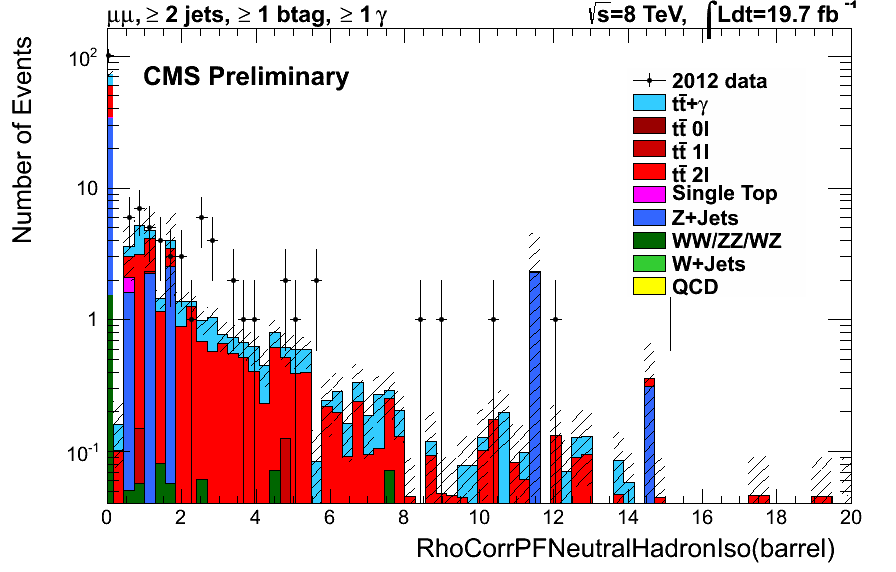 μμ, ≥ 2 jets, ≥ 1 btag, ≥ 1 γ
√s=8 TeV, ∫Ldt=19.7 fb⁻¹
CMS Preliminary
Number of Events
10²
10
1
10⁻¹
2012 data
tt̄+γ
tt̄ 0l
tt̄ 1l
tt̄ 2l
Single Top
Z+Jets
WW/ZZ/WZ
W+Jets
QCD
0 2 4 6 8 10 12 14 16 18 20
RhoCorrPFNeutralHadronIso(barrel)